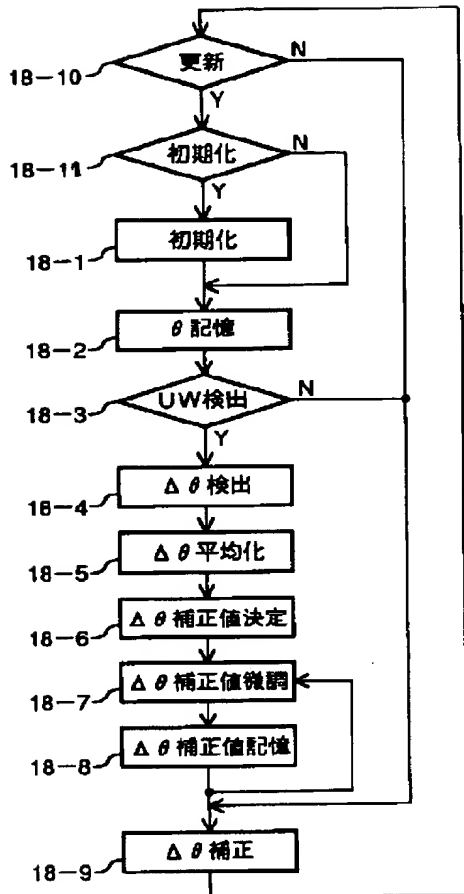 更新
N
18-10
Y
初期化
N
18-11
Y
初期化
18-1
θ記憶
18-2
UW検出
N
18-3
Y
Δθ検出
18-4
Δθ平均化
18-5
Δθ補正値決定
18-6
Δθ補正値微調
18-7
Δθ補正値記憶
18-8
Δθ補正
18-9